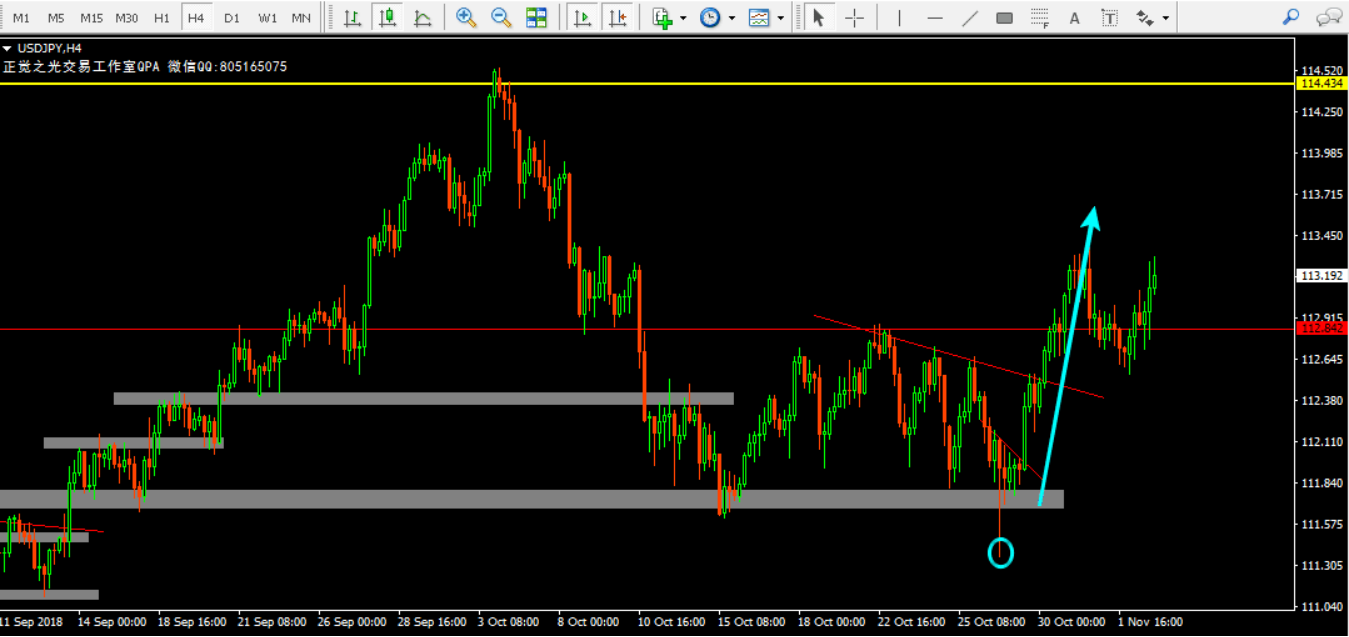 M1 M5 M15 M30 H1 H4 D1 W1 MN
F
A
T
USDJPY,H4
正觉之光交易工作室QPA 微信QQ:805165075
114.520
114.434
114.250
113.985
113.715
113.450
113.192
112.915
112.842
112.645
112.380
112.110
111.840
111.575
111.305
111.040
11 Sep 2018 14 Sep 00:00 18 Sep 16:00 21 Sep 08:00 26 Sep 00:00 28 Sep 16:00 3 Oct 08:00 8 Oct 00:00 10 Oct 16:00 15 Oct 08:00 18 Oct 00:00 22 Oct 16:00 25 Oct 08:00 30 Oct 00:00 1 Nov 16:00